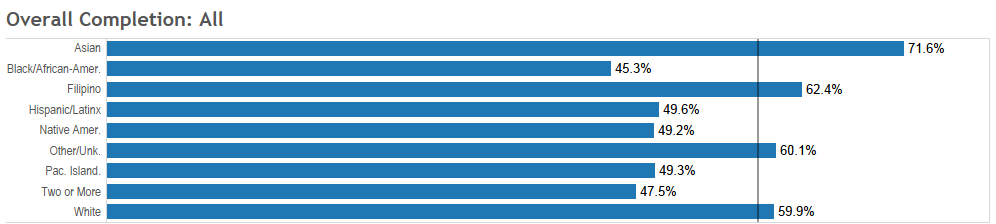 Overall Completion: All
Asian 71.6%
Black/African-Amer. 45.3%
Filipino 62.4%
Hispanic/Latinx 49.6%
Native Amer. 49.2%
Other/Unk. 60.1%
Pac. Island. 49.3%
Two or More 47.5%
White 59.9%